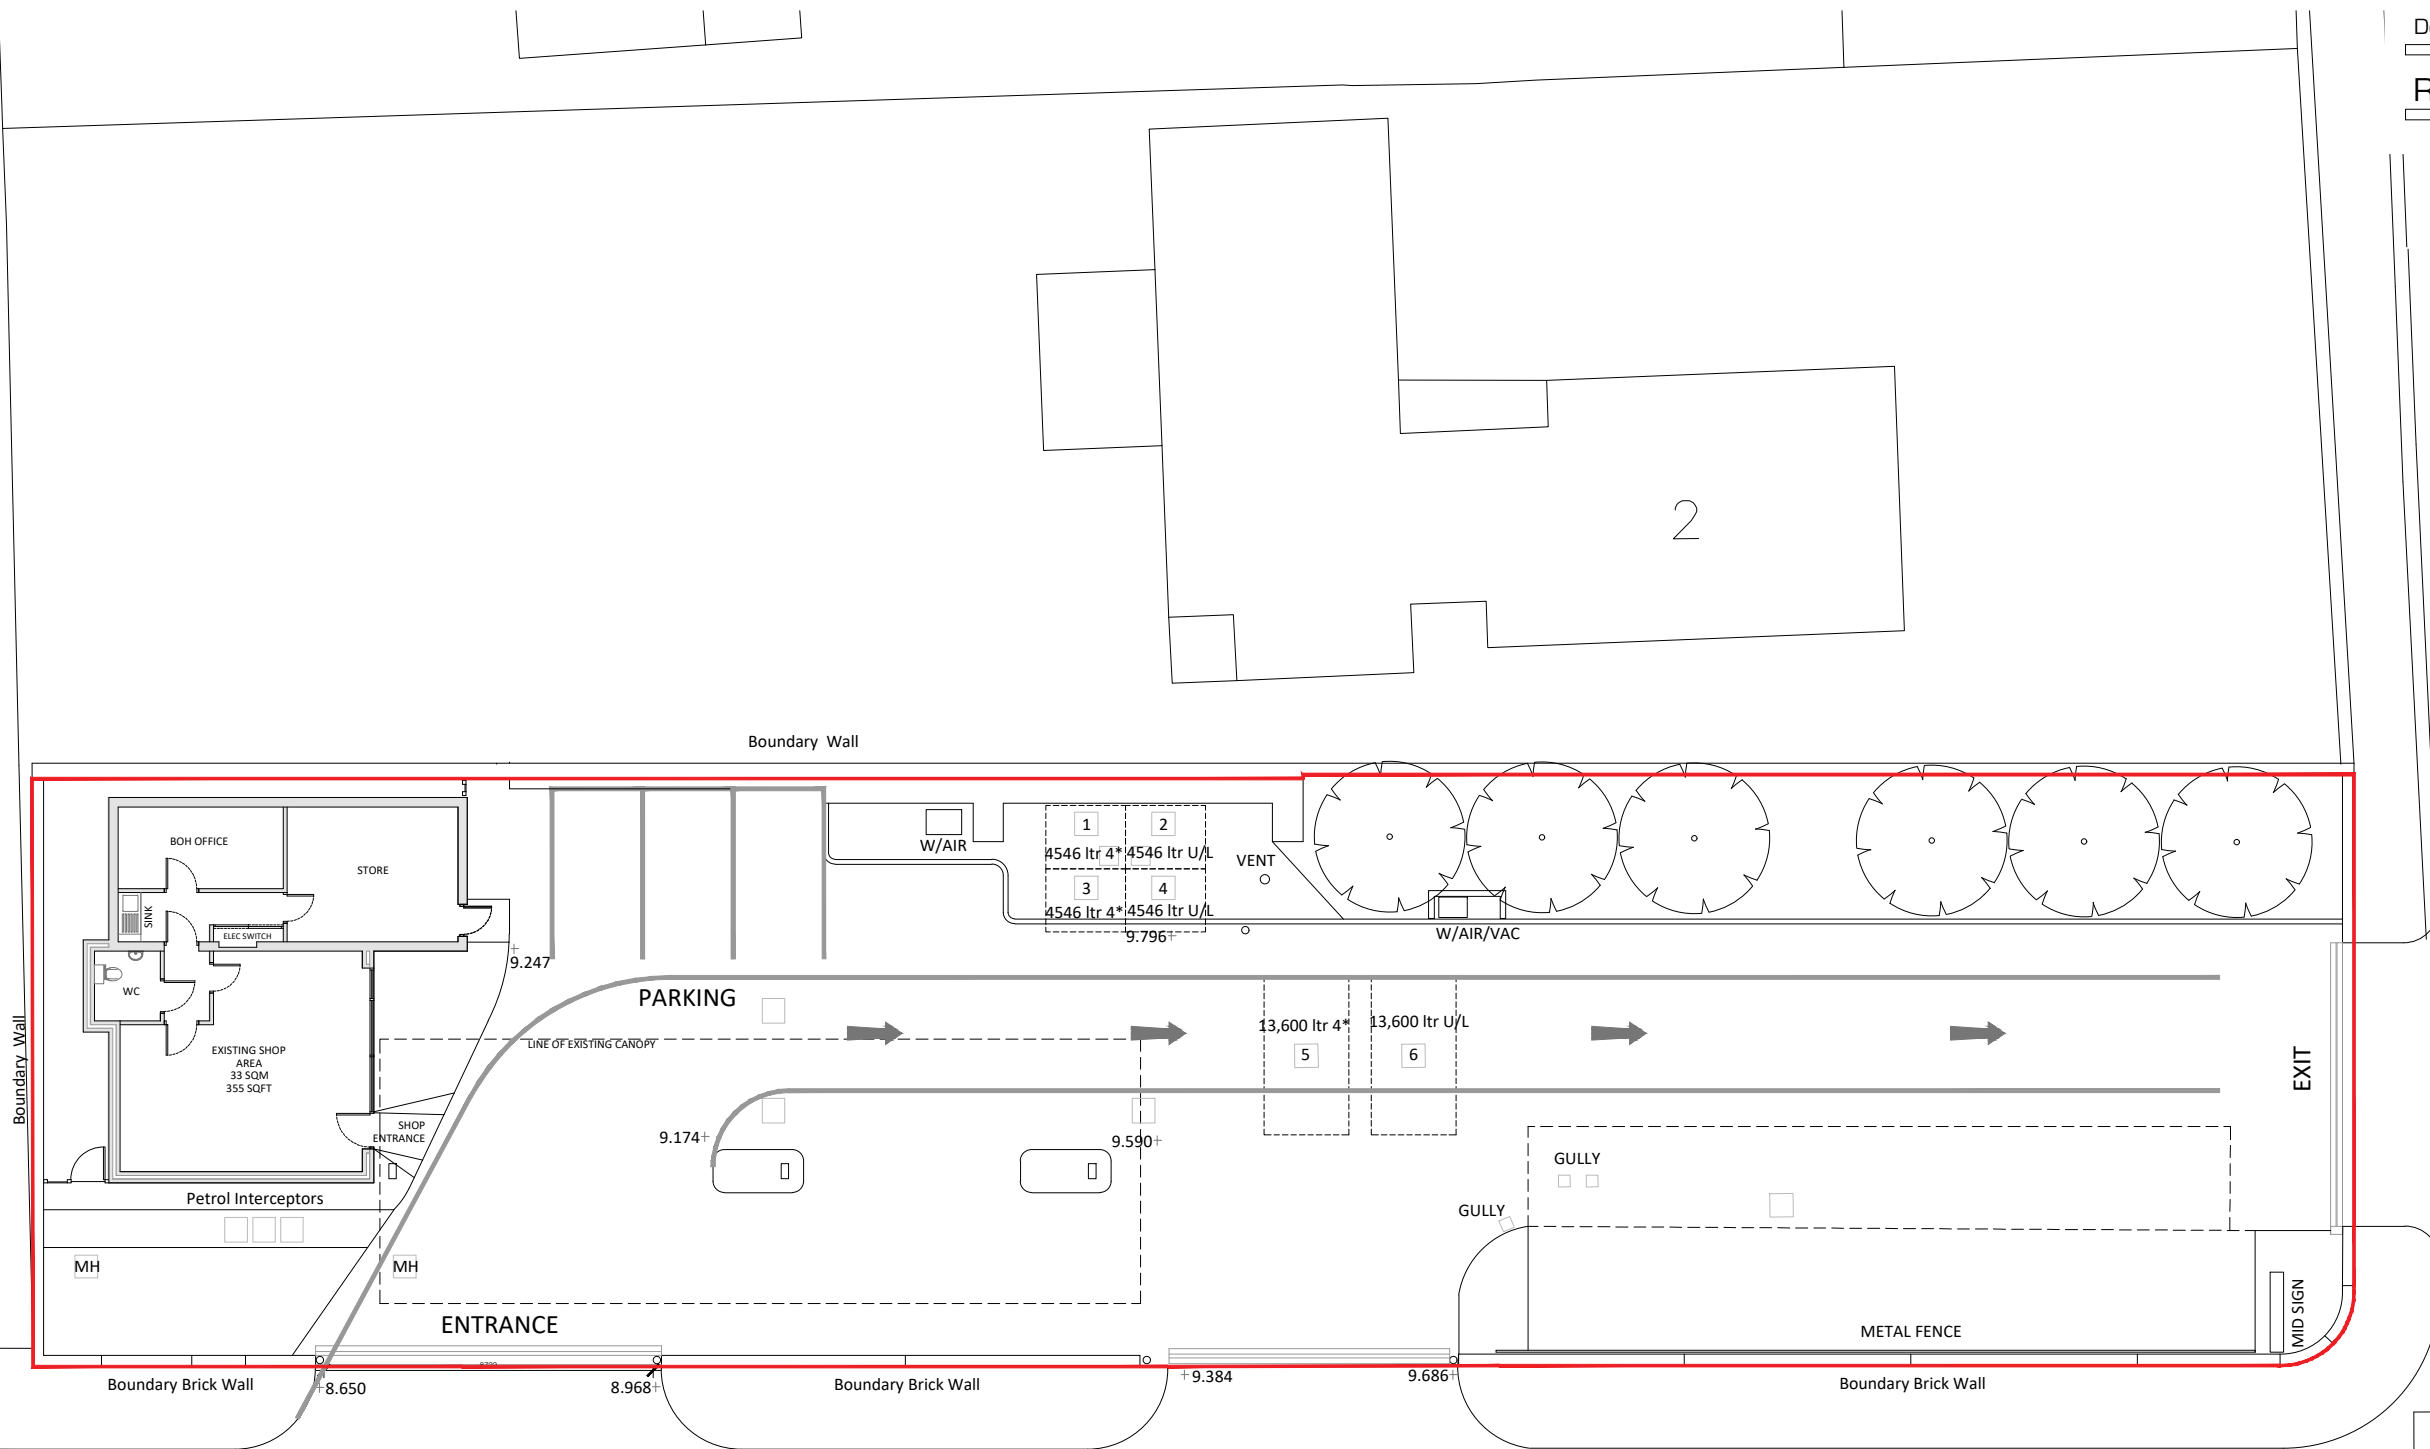 2
Boundary Wall
BOH OFFICE
STORE
SINK
ELEC SWITCH
WC
EXISTING SHOP
AREA
33 SQM
355 SQFT
SHOP
ENTRANCE
Boundary Wall
Petrol Interceptors
MH
MH
9.247
PARKING
LINE OF EXISTING CANOPY
W/AIR
1
2
4546 ltr 4*
4546 ltr U/L
3
4
4546 ltr 4*
4546 ltr U/L
9.796
VENT
W/AIR/VAC
13,600 ltr 4*
13,600 ltr U/L
5
6
9.174
9.590
GULLY
GULLY
EXIT
MID SIGN
METAL FENCE
ENTRANCE
Boundary Brick Wall
8.650
8.968
Boundary Brick Wall
9.384
9.686
Boundary Brick Wall